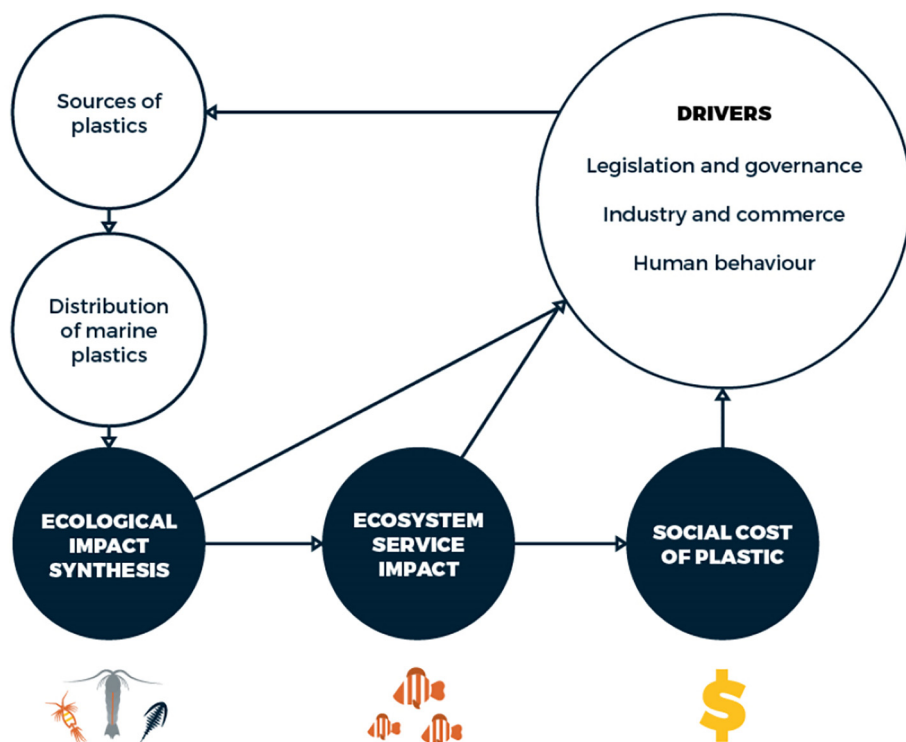 Sources of
plastics
DRIVERS
Legislation and governance
Industry and commerce
Human behaviour
Distribution
of marine
plastics
ECOLOGICAL
IMPACT
SYNTHESIS
ECOSYSTEM
SERVICE
IMPACT
SOCIAL COST
OF PLASTIC
$